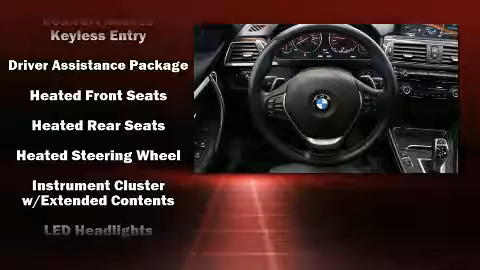 Keyless Entry
Driver Assistance Package
Heated Front Seats
Heated Rear Seats
Heated Steering Wheel
Instrument Cluster
w/Extended Contents
LED Headlights